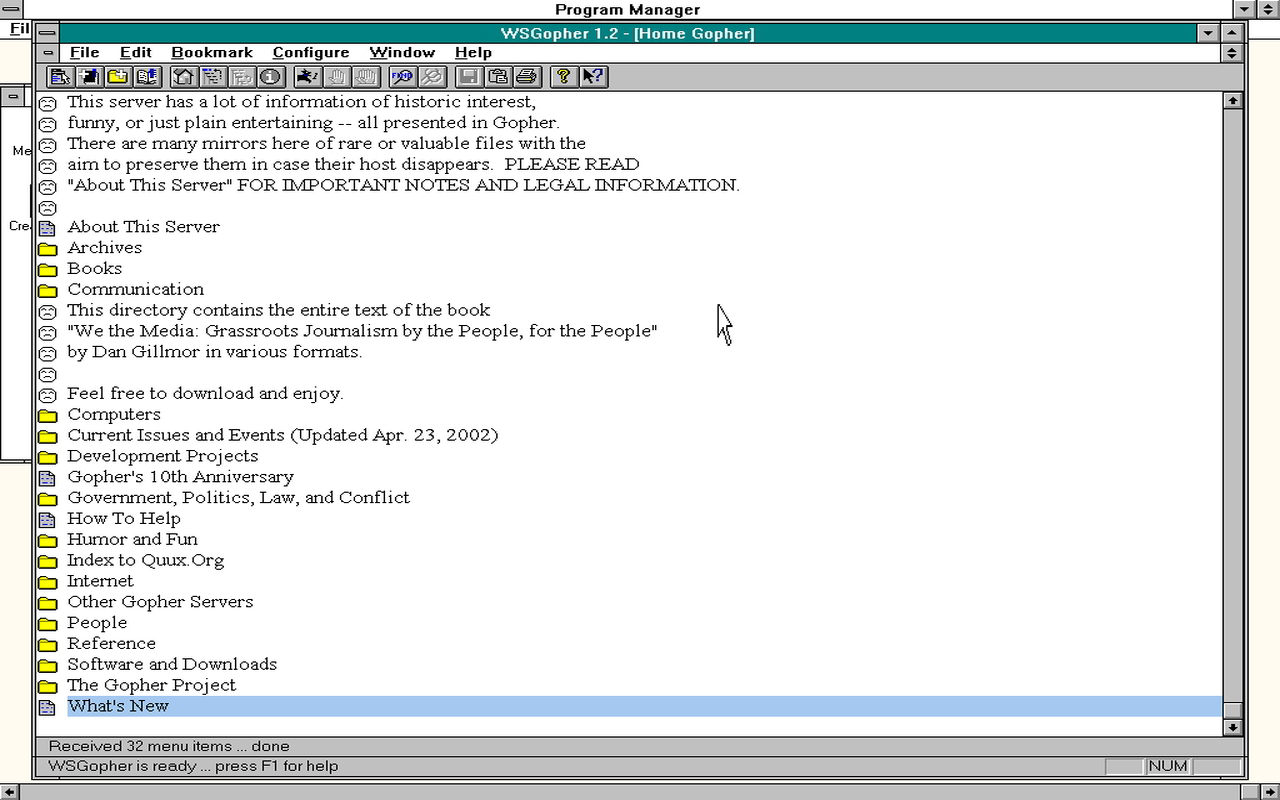 Program Manager
Fil
WSGopher 1.2 - [Home Gopher]
File Edit Bookmark Configure Window Help
This server has a lot of information of historic interest,
funny, or just plain entertaining -- all presented in Gopher.
There are many mirrors here of rare or valuable files with the
aim to preserve them in case their host disappears. PLEASE READ
"About This Server" FOR IMPORTANT NOTES AND LEGAL INFORMATION.
About This Server
Archives
Books
Communication
This directory contains the entire text of the book
"We the Media: Grassroots Journalism by the People, for the People"
by Dan Gillmor in various formats.
Feel free to download and enjoy.
Computers
Current Issues and Events (Updated Apr. 23, 2002)
Development Projects
Gopher's 10th Anniversary
Government, Politics, Law, and Conflict
How To Help
Humor and Fun
Index to Quux.Org
Internet
Other Gopher Servers
People
Reference
Software and Downloads
The Gopher Project
What's New
Me
Cre
Received 32 menu items ... done
WSGopher is ready ... press F1 for help
NUM